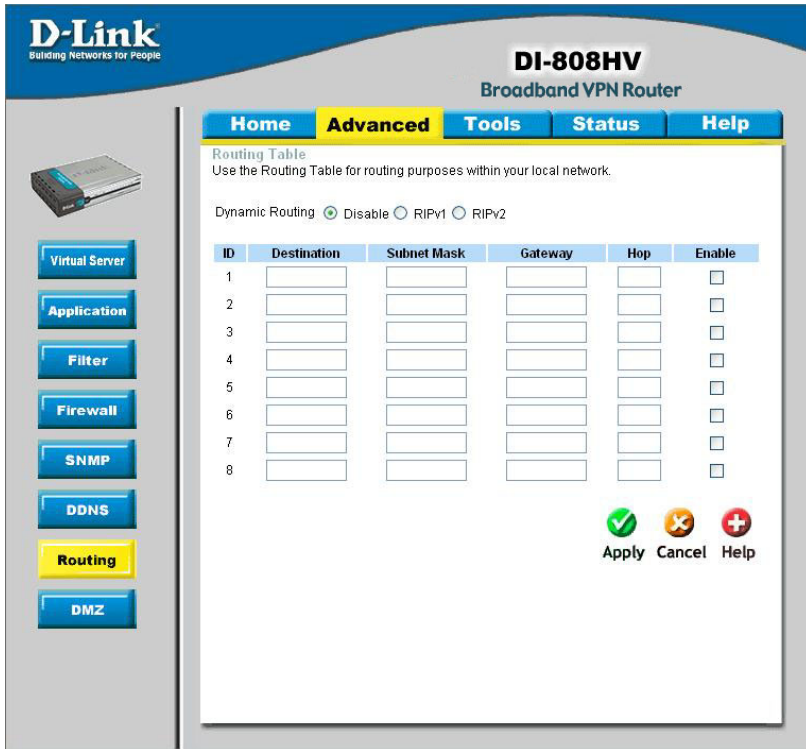 D-Link
Building Networks for People
DI-808HV
Broadband VPN Router
Home Advanced Tools Status Help
Routing Table
Use the Routing Table for routing purposes within your local network.
Dynamic Routing Disable RIPv1 RIPv2
ID Destination Subnet Mask Gateway Hop Enable
1
2
3
4
5
6
7
8
Apply Cancel Help
Virtual Server
Application
Filter
Firewall
SNMP
DDNS
Routing
DMZ